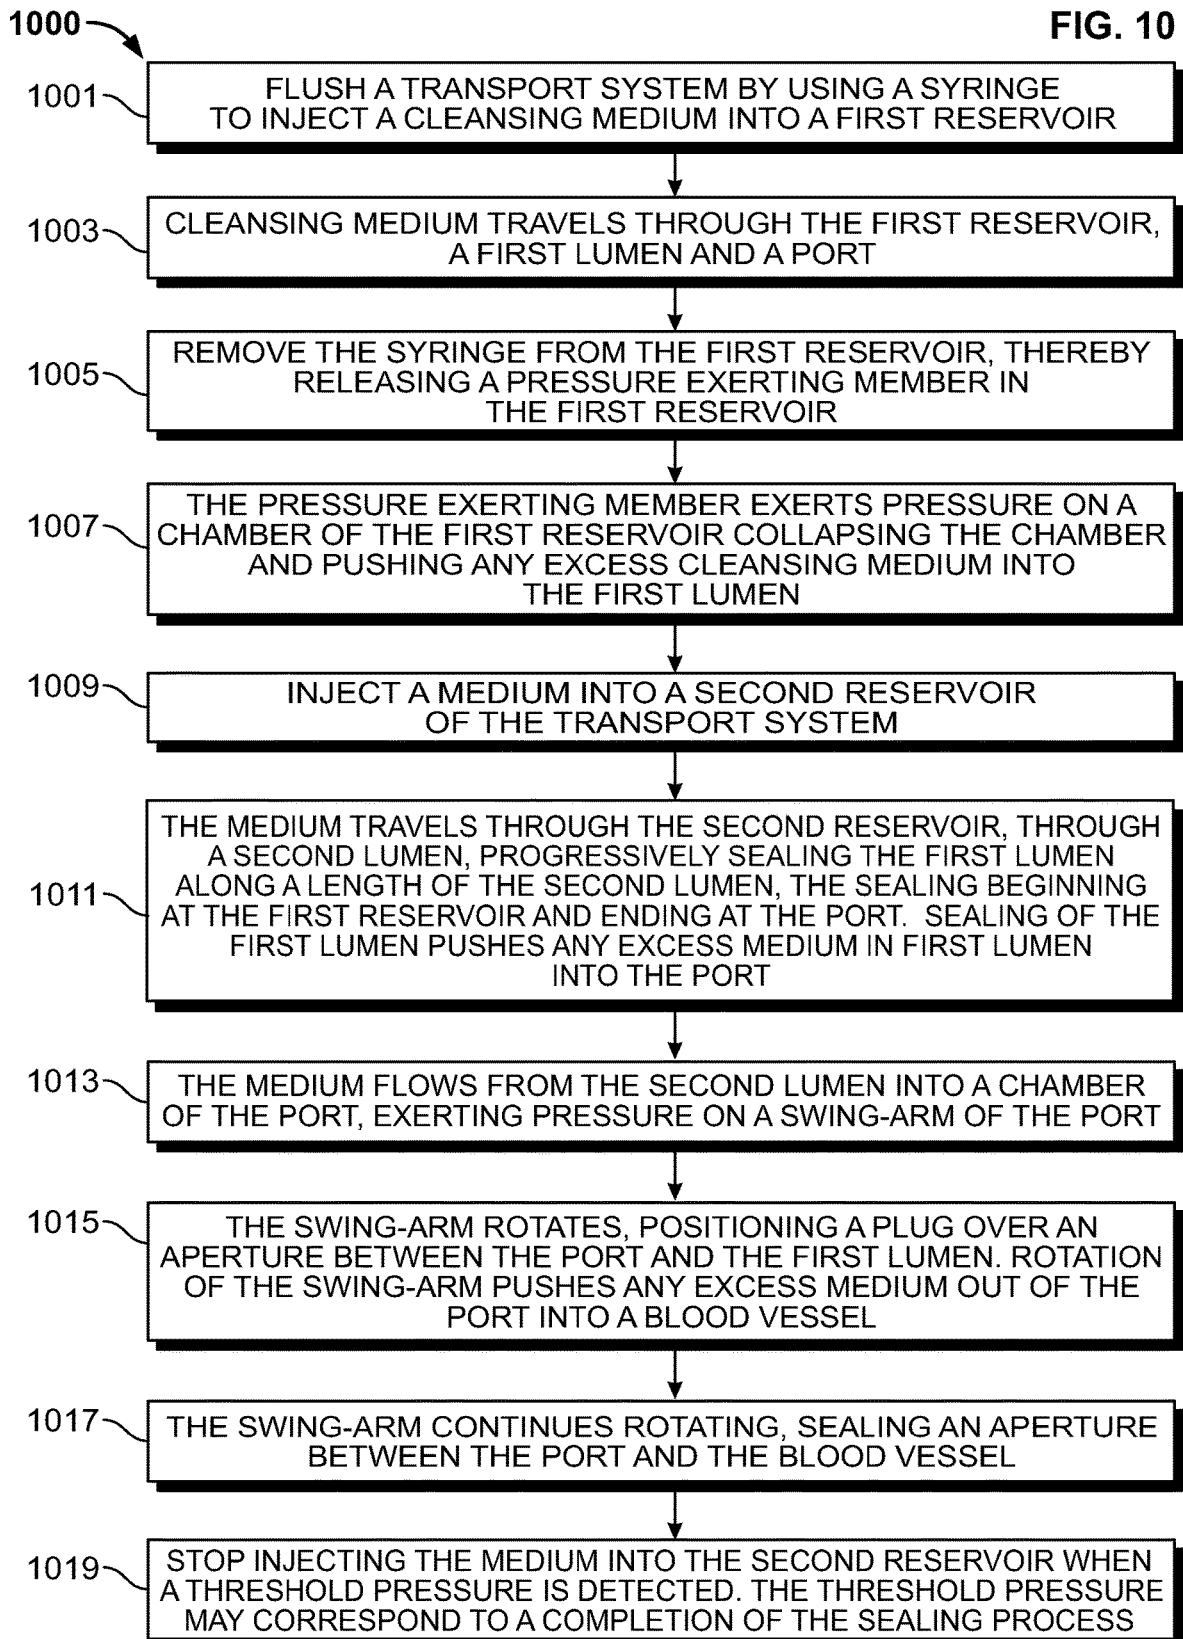 1000
FIG. 10
1001
FLUSH A TRANSPORT SYSTEM BY USING A SYRINGE
TO INJECT A CLEANSING MEDIUM INTO A FIRST RESERVOIR
1003
CLEANSING MEDIUM TRAVELS THROUGH THE FIRST RESERVOIR,
A FIRST LUMEN AND A PORT
1005
REMOVE THE SYRINGE FROM THE FIRST RESERVOIR, THEREBY
RELEASING A PRESSURE EXERTING MEMBER IN
THE FIRST RESERVOIR
1007
THE PRESSURE EXERTING MEMBER EXERTS PRESSURE ON A
CHAMBER OF THE FIRST RESERVOIR COLLAPSING THE CHAMBER
AND PUSHING ANY EXCESS CLEANSING MEDIUM INTO
THE FIRST LUMEN
1009
INJECT A MEDIUM INTO A SECOND RESERVOIR
OF THE TRANSPORT SYSTEM
1011
THE MEDIUM TRAVELS THROUGH THE SECOND RESERVOIR, THROUGH
A SECOND LUMEN, PROGRESSIVELY SEALING THE FIRST LUMEN
ALONG A LENGTH OF THE SECOND LUMEN, THE SEALING BEGINNING
AT THE FIRST RESERVOIR AND ENDING AT THE PORT. SEALING OF THE
FIRST LUMEN PUSHES ANY EXCESS MEDIUM IN FIRST LUMEN
INTO THE PORT
1013
THE MEDIUM FLOWS FROM THE SECOND LUMEN INTO A CHAMBER
OF THE PORT, EXERTING PRESSURE ON A SWING-ARM OF THE PORT
1015
THE SWING-ARM ROTATES, POSITIONING A PLUG OVER AN
APERTURE BETWEEN THE PORT AND THE FIRST LUMEN. ROTATION
OF THE SWING-ARM PUSHES ANY EXCESS MEDIUM OUT OF THE
PORT INTO A BLOOD VESSEL
1017
THE SWING-ARM CONTINUES ROTATING, SEALING AN APERTURE
BETWEEN THE PORT AND THE BLOOD VESSEL
1019
STOP INJECTING THE MEDIUM INTO THE SECOND RESERVOIR WHEN
A THRESHOLD PRESSURE IS DETECTED. THE THRESHOLD PRESSURE
MAY CORRESPOND TO A COMPLETION OF THE SEALING PROCESS